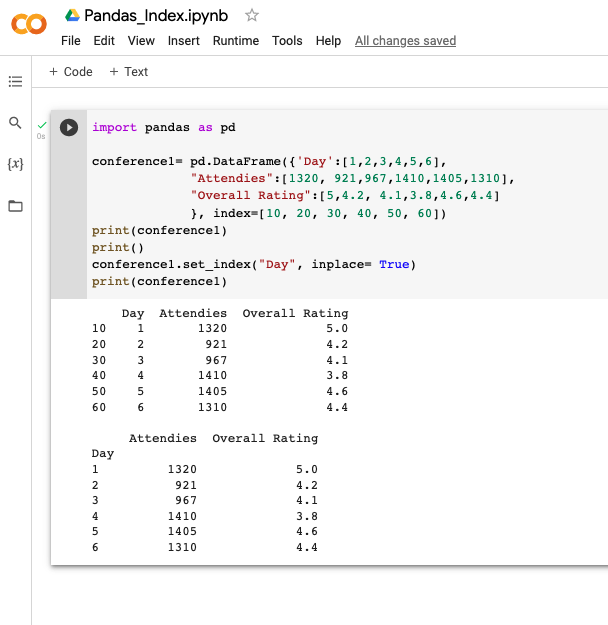 Pandas_Index.ipynb
File Edit View Insert Runtime Tools Help All changes saved
+ Code + Text
0s
{x}
import pandas as pd
conference1= pd.DataFrame({'Day':[1,2,3,4,5,6],
"Attendies":[1320, 921,967,1410,1405,1310],
"Overall Rating":[5,4.2, 4.1,3.8,4.6,4.4]
}, index=[10, 20, 30, 40, 50, 60])
print(conference1)
print()
conference1.set_index("Day", inplace= True)
print(conference1)
Day Attendies Overall Rating
10 1 1320 5.0
20 2 921 4.2
30 3 967 4.1
40 4 1410 3.8
50 5 1405 4.6
60 6 1310 4.4
Attendies Overall Rating
Day
1 1320 5.0
2 921 4.2
3 967 4.1
4 1410 3.8
5 1405 4.6
6 1310 4.4